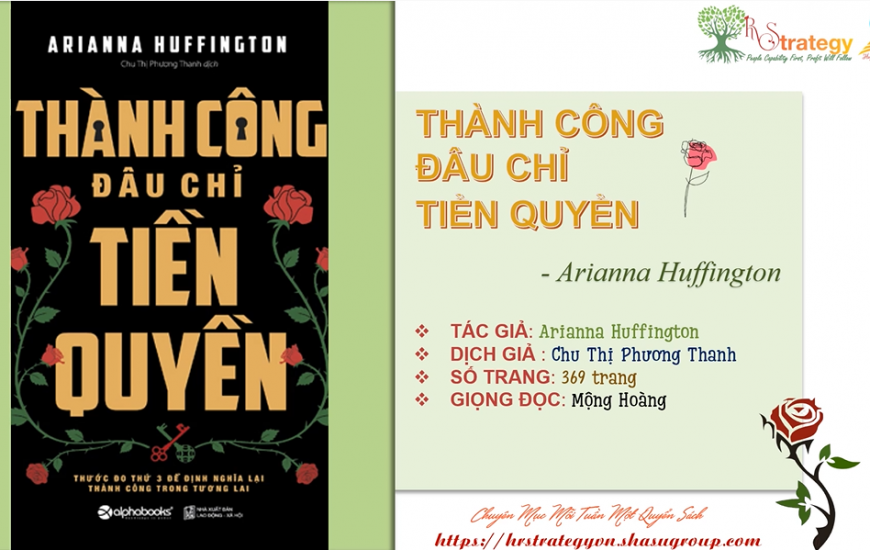 ARIANNA HUFFINGTON
Chu Thị Phương Thanh dịch
THÀNH CÔNG
ĐÂU CHỈ
TIỀN
QUYỀN
THƯỚC ĐO THỨ 3 ĐỂ ĐỊNH NGHĨA LẠI
THÀNH CÔNG TRONG TƯƠNG LAI
alphabooks
NHÀ XUẤT BẢN
LAO ĐỘNG - XÃ HỘI
HRStrategy
People Capability First, Profit Will Follow
THÀNH CÔNG
ĐÂU CHỈ
TIỀN QUYỀN
- Arianna Huffington
❖ TÁC GIẢ: Arianna Huffington
❖ DỊCH GIẢ : Chu Thị Phương Thanh
❖ SỐ TRANG: 369 trang
❖ GIỌNG ĐỌC: Mộng Hoàng
Chuyên Mục Mỗi Tuần Một Quyển Sách
https://hrstrategyvn.shasugroup.com